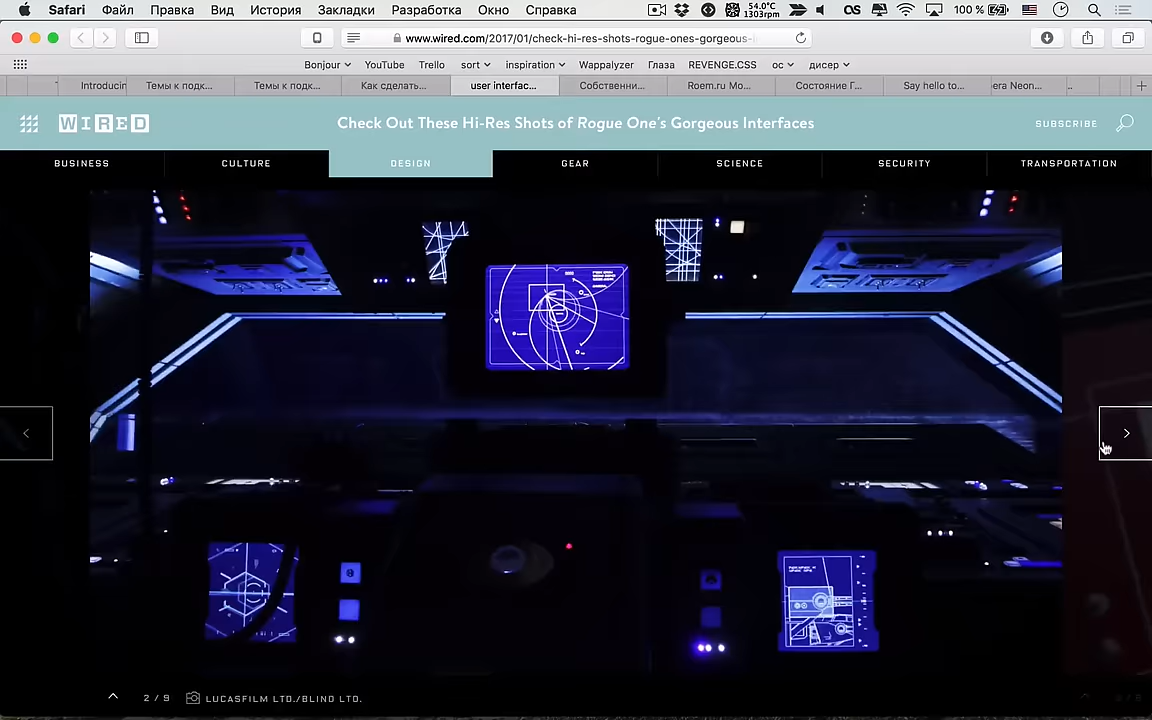 Safari Файл Правка Вид История Закладки Разработка Окно Справка 54.0°C 1303rpm 100 %
www.wired.com/2017/01/check-hi-res-shots-rogue-ones-gorgeous-
Bonjour YouTube Trello sort inspiration Wappalyzer Глаза REVENGE.CSS ос дисер
Introducin Темы к подк... Темы к подк... Как сделать... user interfac... Собственни... Roem.ru Mo... Состояние Г... Say hello to... era Neon... ..
WIRED Check Out These Hi-Res Shots of Rogue One's Gorgeous Interfaces SUBSCRIBE
BUSINESS CULTURE DESIGN GEAR SCIENCE SECURITY TRANSPORTATION
2 / 9 LUCASFILM LTD./BLIND LTD.